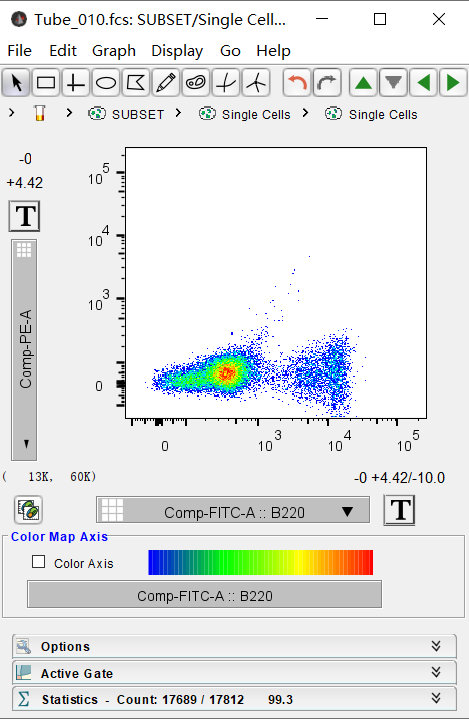 Tube_010.fcs: SUBSET/Single Cell...
File Edit Graph Display Go Help
SUBSET Single Cells Single Cells
-0
+4.42
T
Comp-PE-A
10^5
10^4
10^3
0
0 10^3 10^4 10^5
( 13K, 60K) -0 +4.42/-10.0
Comp-FITC-A :: B220 T
Color Map Axis
Color Axis
Comp-FITC-A :: B220
Options
Active Gate
Σ Statistics - Count: 17689 / 17812 99.3